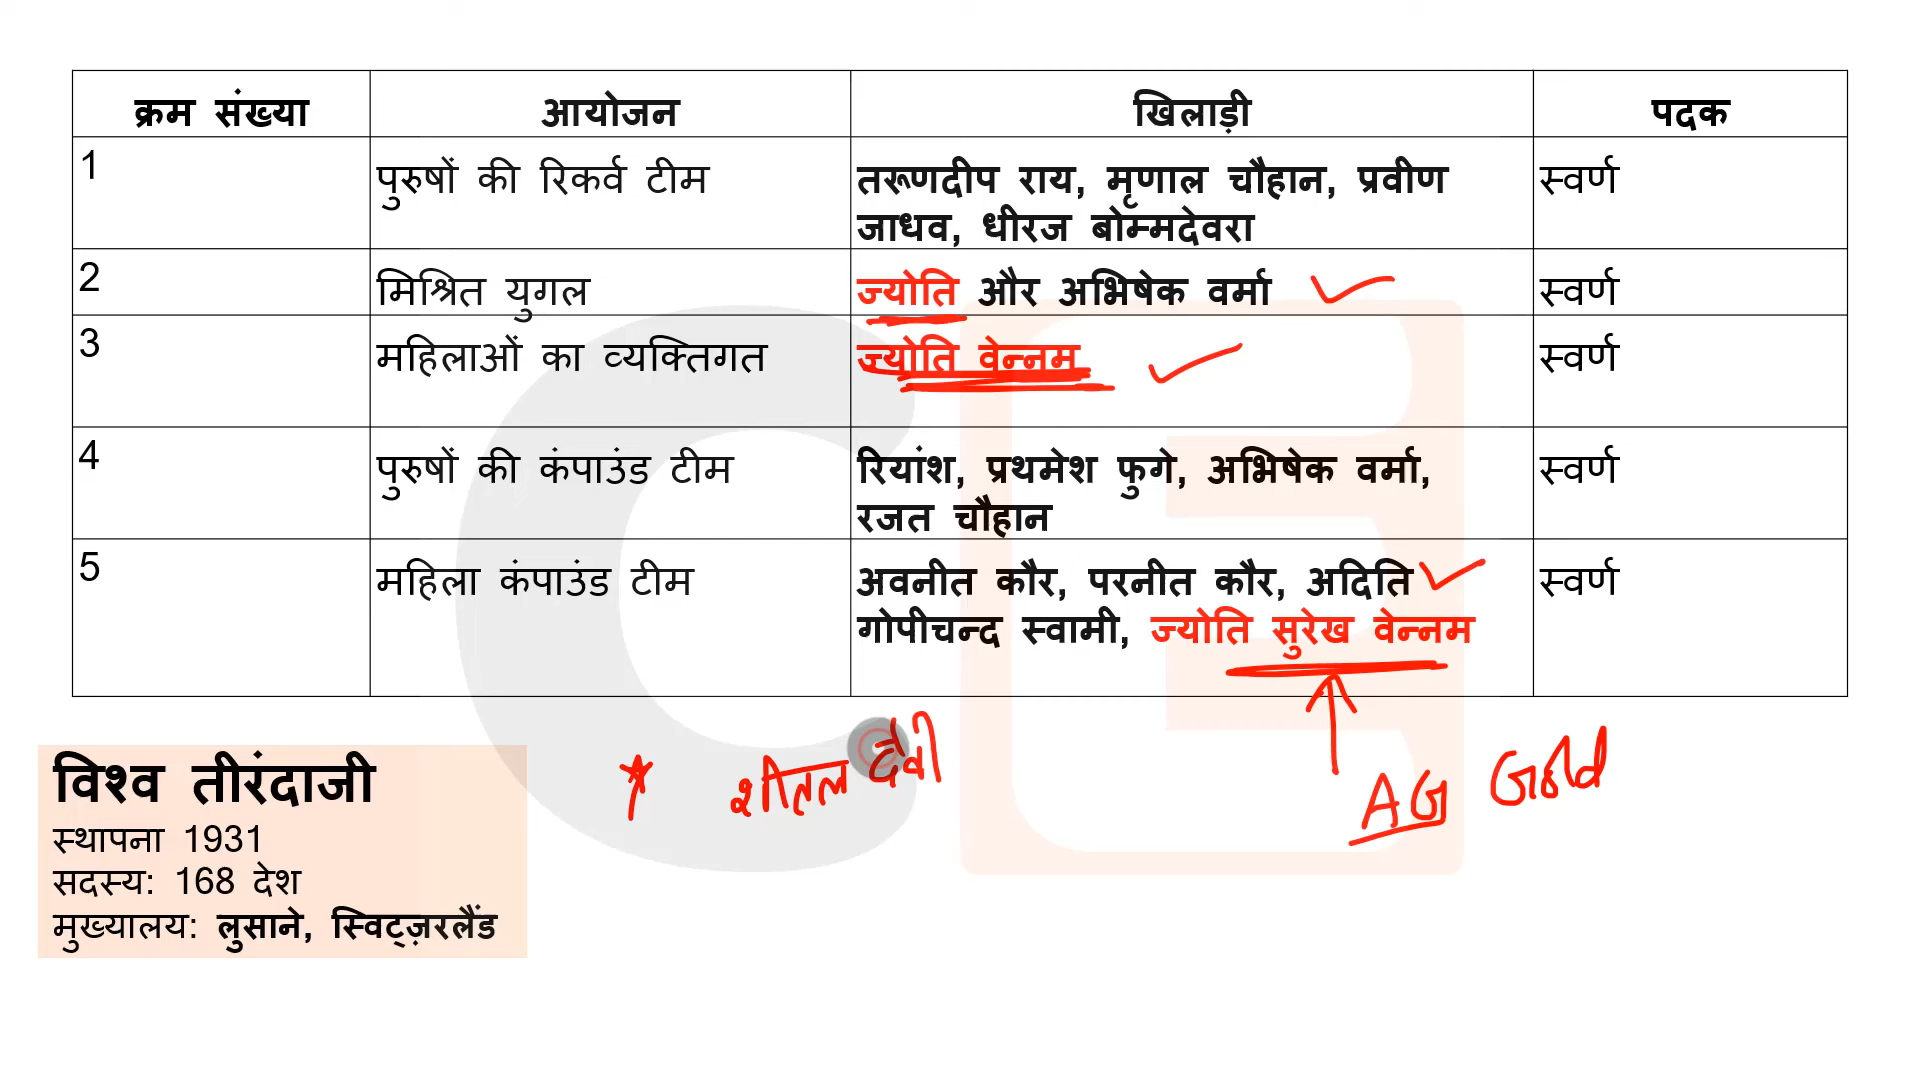 क्रम संख्या आयोजन खिलाड़ी पदक
1 पुरुषों की रिकर्व टीम तरूणदीप राय, मृणाल चौहान, प्रवीण
जाधव, धीरज बोम्मदेवरा स्वर्ण
2 मिश्रित युगल ज्योति और अभिषेक वर्मा स्वर्ण
3 महिलाओं का व्यक्तिगत ज्योति वेन्नम स्वर्ण
4 पुरुषों की कंपाउंड टीम रियांश, प्रथमेश फुगे, अभिषेक वर्मा,
रजत चौहान स्वर्ण
5 महिला कंपाउंड टीम अवनीत कौर, परनीत कौर, अदिति
गोपीचन्द स्वामी, ज्योति सुरेख वेन्नम स्वर्ण
शीतल देवी
AG Gold
विश्व तीरंदाजी
स्थापना 1931
सदस्य: 168 देश
मुख्यालय: लुसाने, स्विट्ज़रलैंड